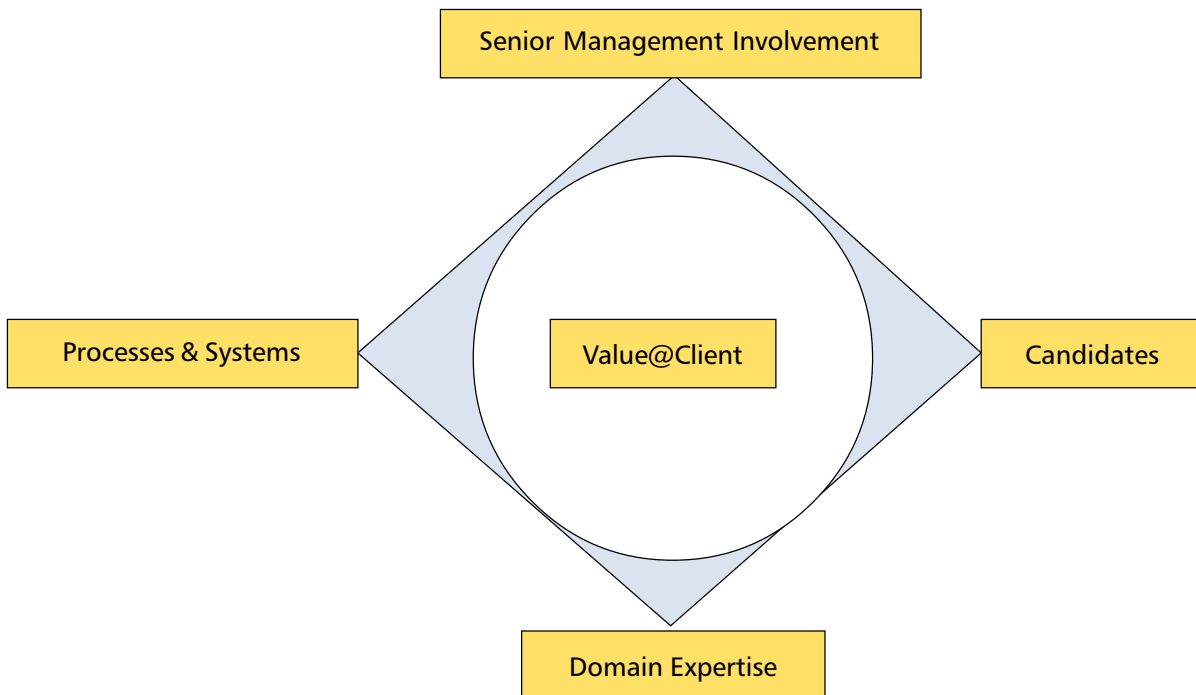 Senior Management Involvement
Processes & Systems
Value@Client
Candidates
Domain Expertise